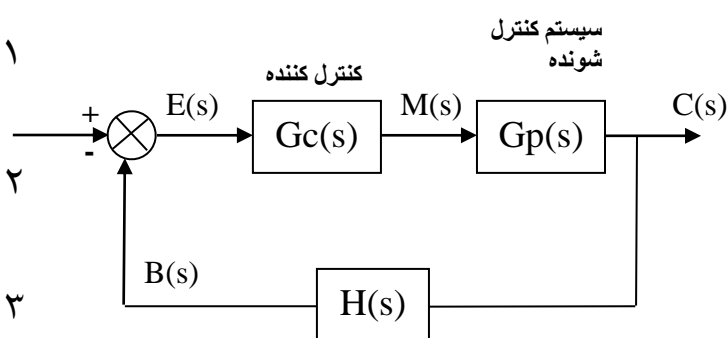 سیستم کنترل
شونده
۱
کنترل کننده
E(s)
M(s)
C(s)
+
-
Gc(s)
Gp(s)
۲
B(s)
H(s)
۳